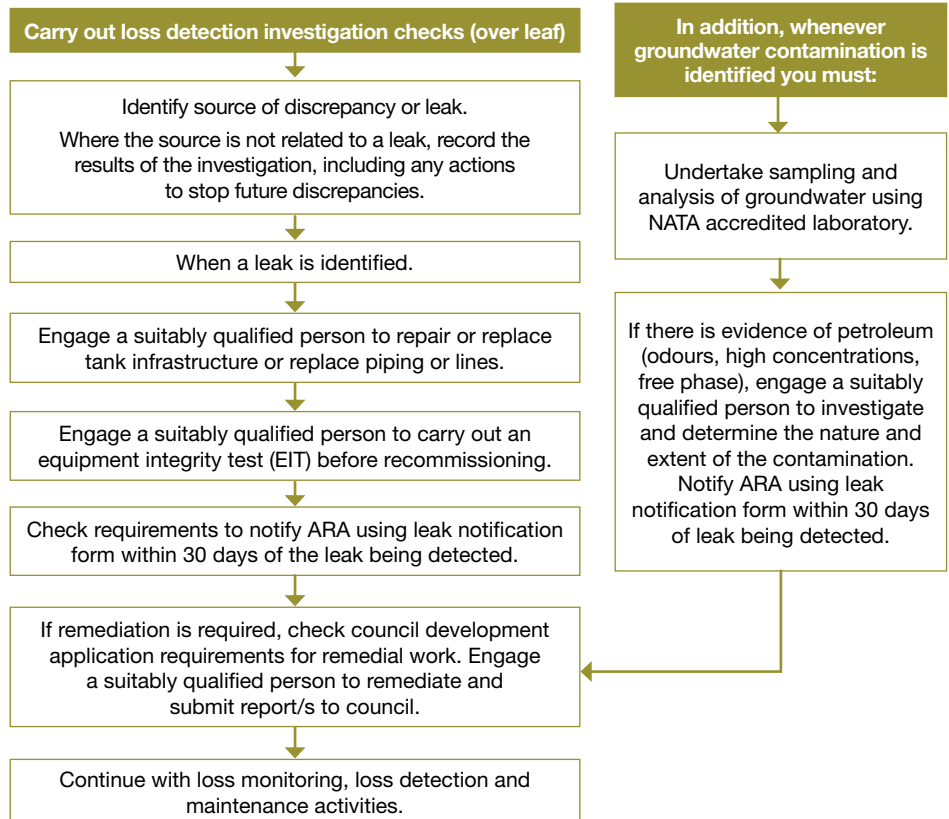 Carry out loss detection investigation checks (over leaf)
Identify source of discrepancy or leak.
Where the source is not related to a leak, record the
results of the investigation, including any actions
to stop future discrepancies.
When a leak is identified.
Engage a suitably qualified person to repair or replace
tank infrastructure or replace piping or lines.
Engage a suitably qualified person to carry out an
equipment integrity test (EIT) before recommissioning.
Check requirements to notify ARA using leak notification
form within 30 days of the leak being detected.
If remediation is required, check council development
application requirements for remedial work. Engage
a suitably qualified person to remediate and
submit report/s to council.
Continue with loss monitoring, loss detection and
maintenance activities.
In addition, whenever
groundwater contamination is
identified you must:
Undertake sampling and
analysis of groundwater using
NATA accredited laboratory.
If there is evidence of petroleum
(odours, high concentrations,
free phase), engage a suitably
qualified person to investigate
and determine the nature and
extent of the contamination.
Notify ARA using leak
notification form within 30 days
of leak being detected.